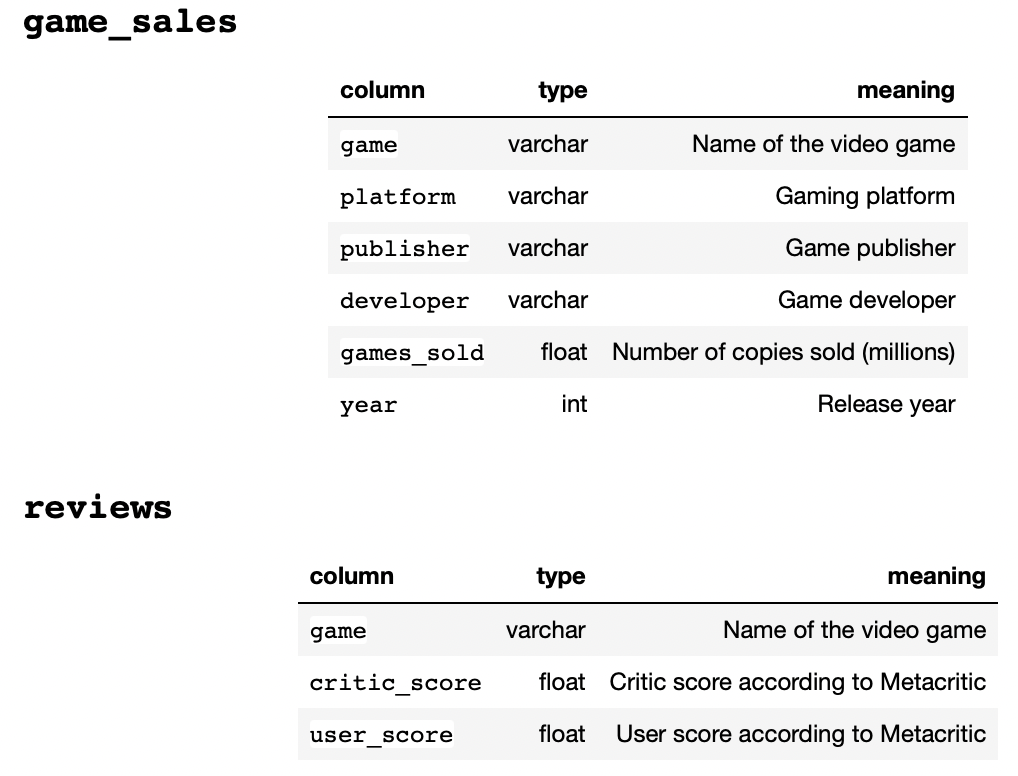 game_sales
column type meaning
game varchar Name of the video game
platform varchar Gaming platform
publisher varchar Game publisher
developer varchar Game developer
games_sold float Number of copies sold (millions)
year int Release year
reviews
column type meaning
game varchar Name of the video game
critic_score float Critic score according to Metacritic
user_score float User score according to Metacritic